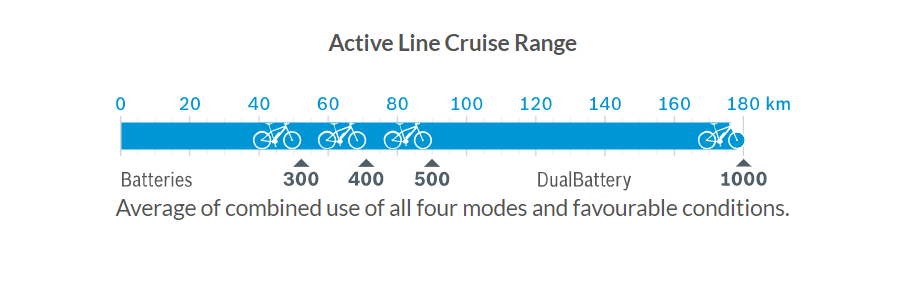 Active Line Cruise Range
0 20 40 60 80 100 120 140 160 180 km
Batteries 300 400 500 DualBattery 1000
Average of combined use of all four modes and favourable conditions.